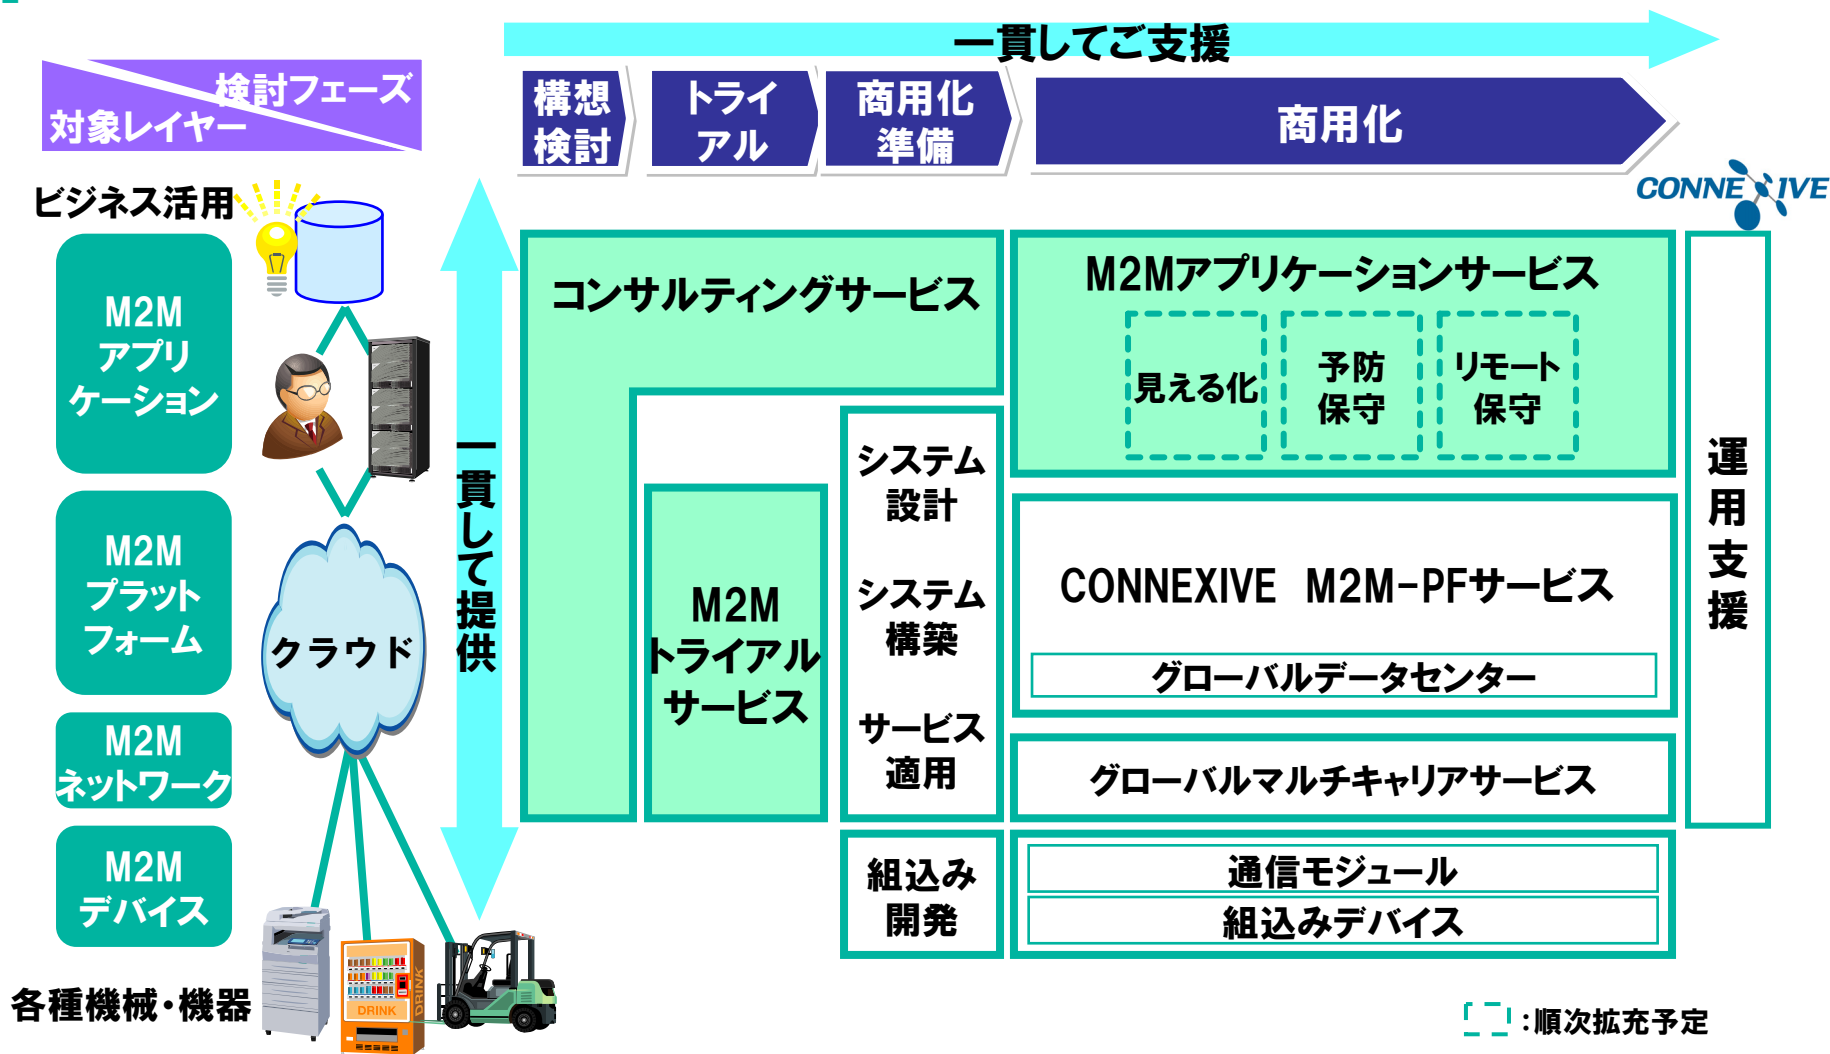 一貫してご支援
検討フェーズ
対象レイヤー
構想
検討
トライ
アル
商用化
準備
商用化
CONNEXIVE
ビジネス活用
M2M
アプリ
ケーション
M2M
プラット
フォーム
M2M
ネットワーク
M2M
デバイス
クラウド
DRINK
DRINK
各種機械・機器
一貫して提供
コンサルティングサービス
M2M
トライアル
サービス
システム
設計
システム
構築
サービス
適用
組込み
開発
M2Mアプリケーションサービス
見える化
予防
保守
リモート
保守
CONNEXIVE M2M-PFサービス
グローバルデータセンター
グローバルマルチキャリアサービス
通信モジュール
組込みデバイス
運用支援
:順次拡充予定